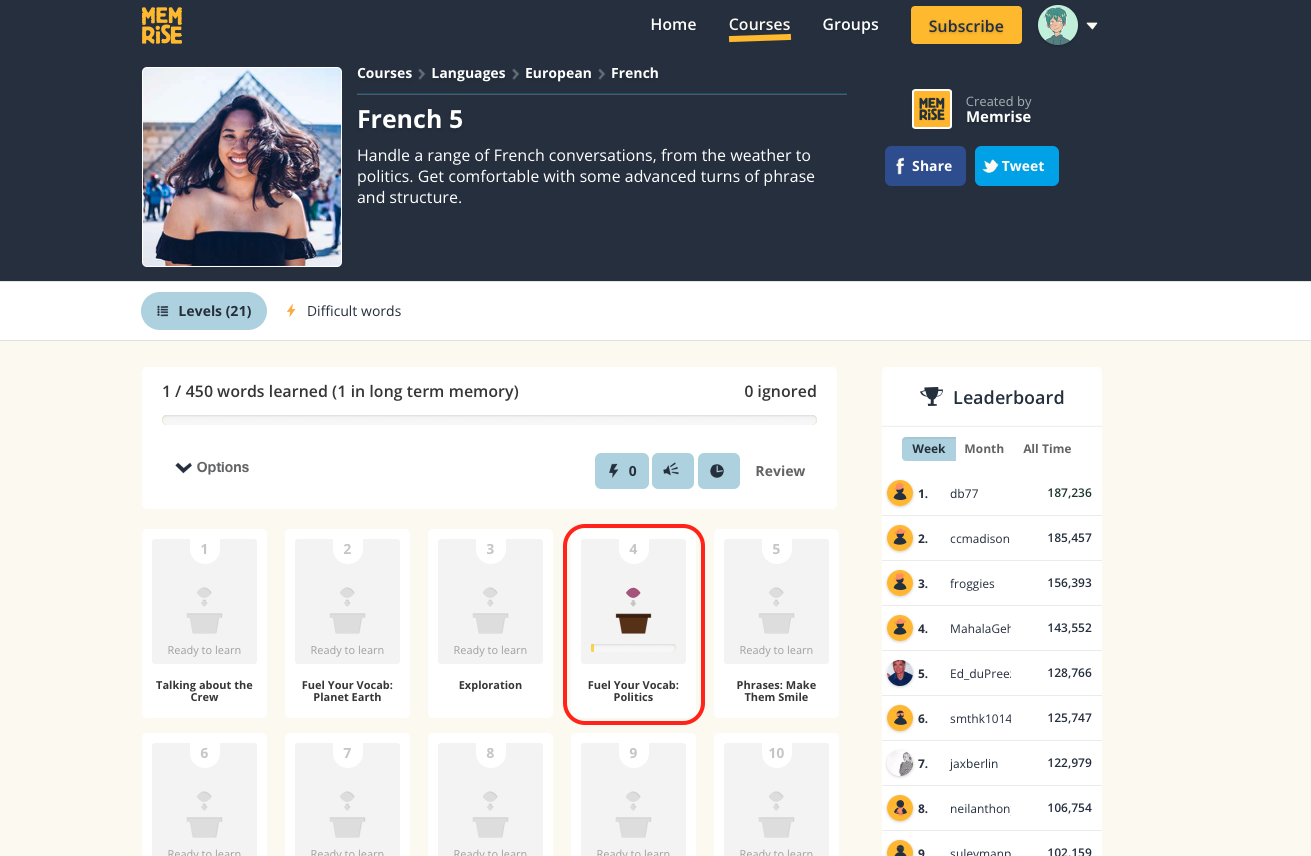 MEM
RiSE
Home
Courses
Groups
Subscribe
Courses > Languages > European > French
French 5
Handle a range of French conversations, from the weather to
politics. Get comfortable with some advanced turns of phrase
and structure.
MEM
RiSE
Created by
Memrise
f Share
Tweet
Levels (21)
Difficult words
1 / 450 words learned (1 in long term memory)
0 ignored
Options
0
Review
1
Ready to learn
Talking about the
Crew
2
Ready to learn
Fuel Your Vocab:
Planet Earth
3
Ready to learn
Exploration
4
Fuel Your Vocab:
Politics
5
Ready to learn
Phrases: Make
Them Smile
6
Ready to learn
7
Ready to learn
8
Ready to learn
9
Ready to learn
10
Ready to learn
Leaderboard
Week Month All Time
1. db77 187,236
2. ccmadison 185,457
3. froggies 156,393
4. MahalaGeh 143,552
5. Ed_duPree 128,766
6. smthk1014 125,747
7. jaxberlin 122,979
8. neilanthon 106,754
9. suleymann 102,159